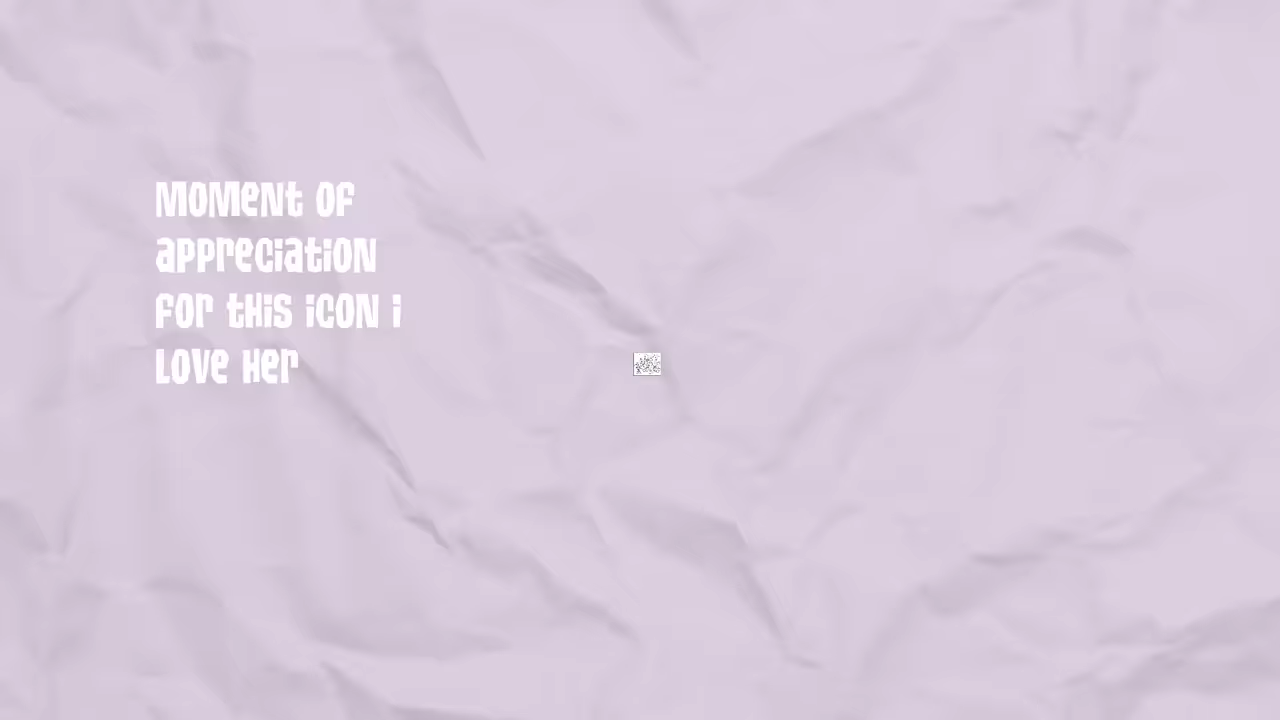 Moment of
appreciation
for this icon i
love her